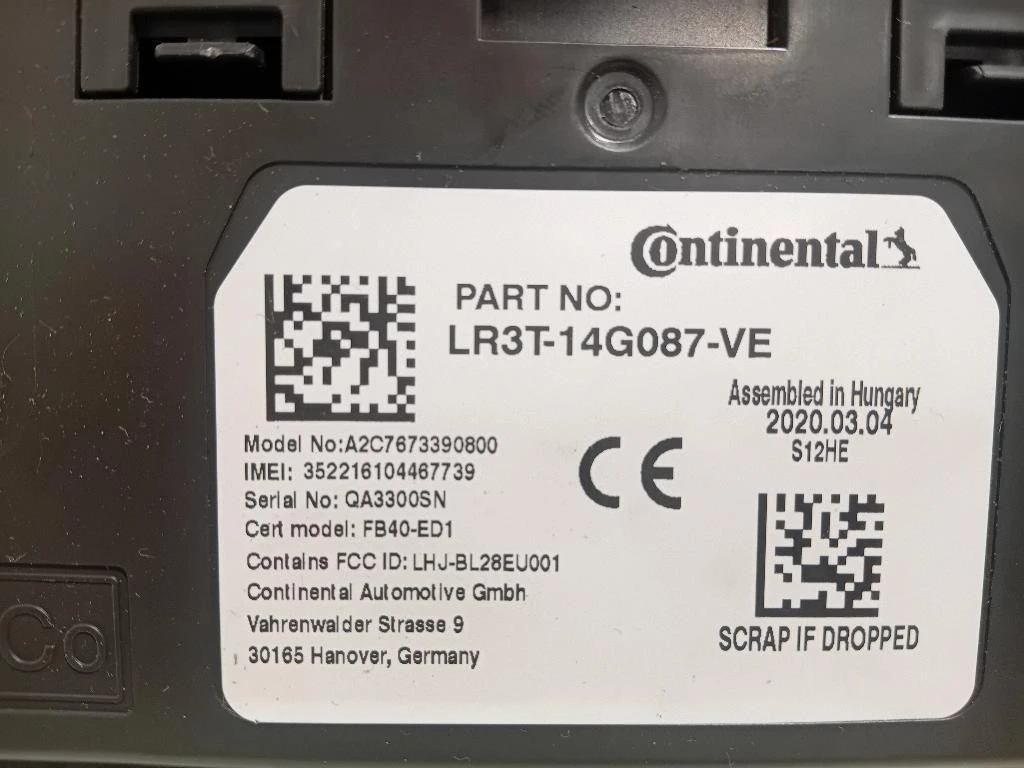 Continental
PART NO:
LR3T-14G087-VE
Assembled in Hungary
2020.03.04
S12HE
Model No:A2C7673390800
IMEI: 352216104467739
Serial No: QA3300SN
Cert model: FB40-ED1
Contains FCC ID: LHJ-BL28EU001
Continental Automotive Gmbh
Vahrenwalder Strasse 9
30165 Hanover, Germany
CE
SCRAP IF DROPPED
Co